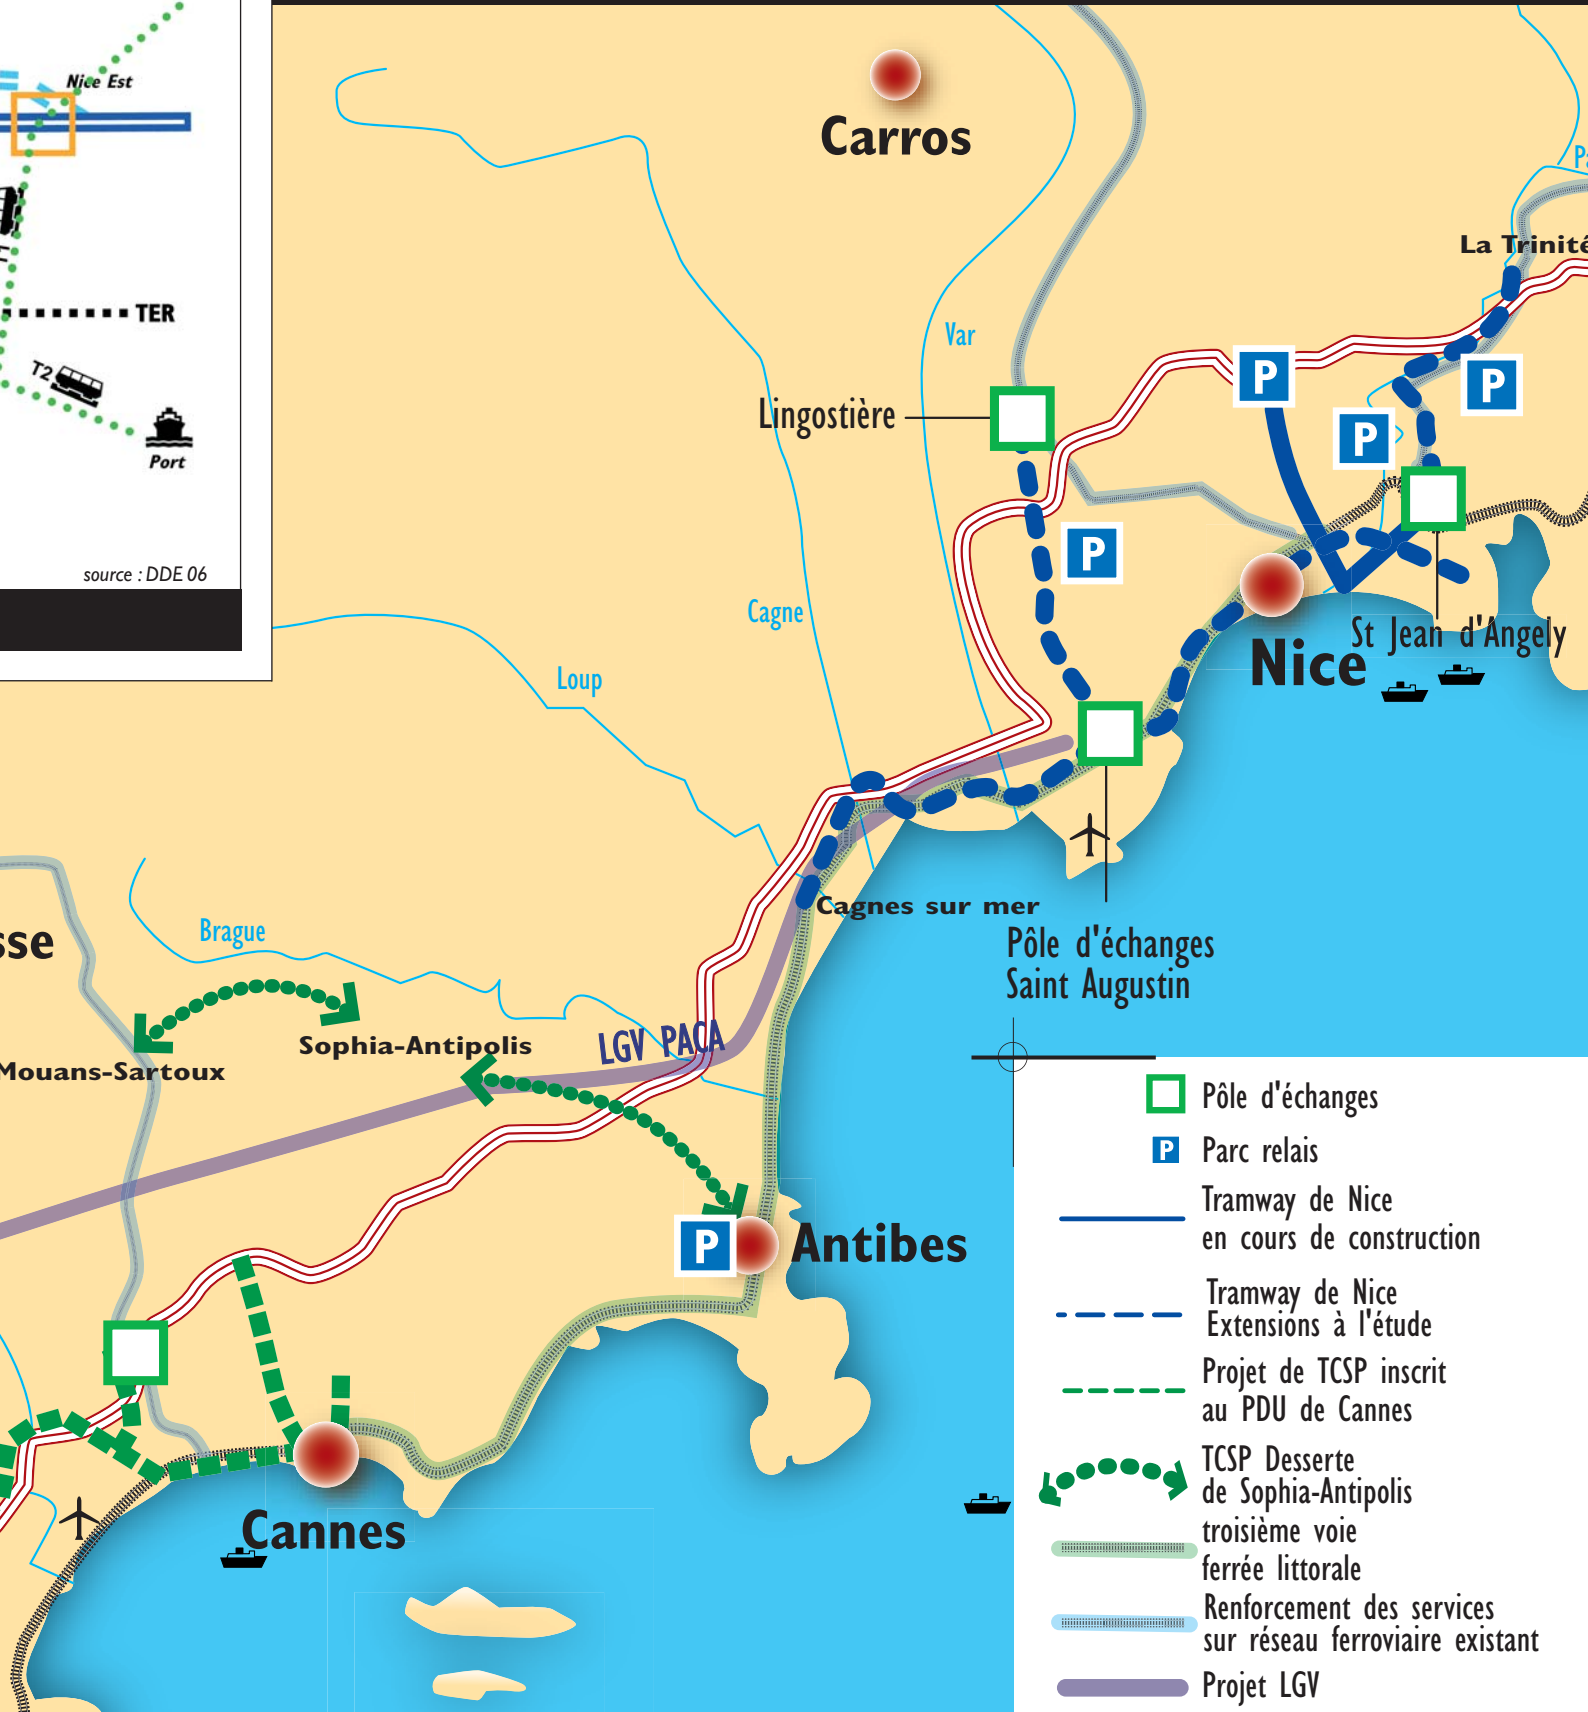 Nice Est
TER
T2
Port
source : DDE 06
Carros
La Trinité
Var
Lingostière
P
P
P
P
Cagne
Loup
St Jean d'Angely
Nice
Cagnes sur mer
Pôle d'échanges
Saint Augustin
Brague
LGV PACA
Sophia-Antipolis
Mouans-Sartoux
P
Antibes
Cannes
Pôle d'échanges
P
Parc relais
Tramway de Nice
en cours de construction
Tramway de Nice
Extensions à l'étude
Projet de TCSP inscrit
au PDU de Cannes
TCSP Desserte
de Sophia-Antipolis
troisième voie
ferrée littorale
Renforcement des services
sur réseau ferroviaire existant
Projet LGV